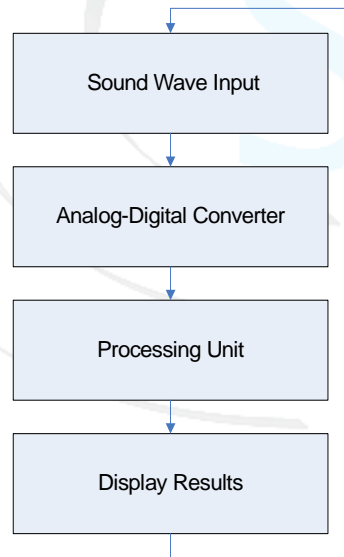 Sound Wave Input
Analog-Digital Converter
Processing Unit
Display Results